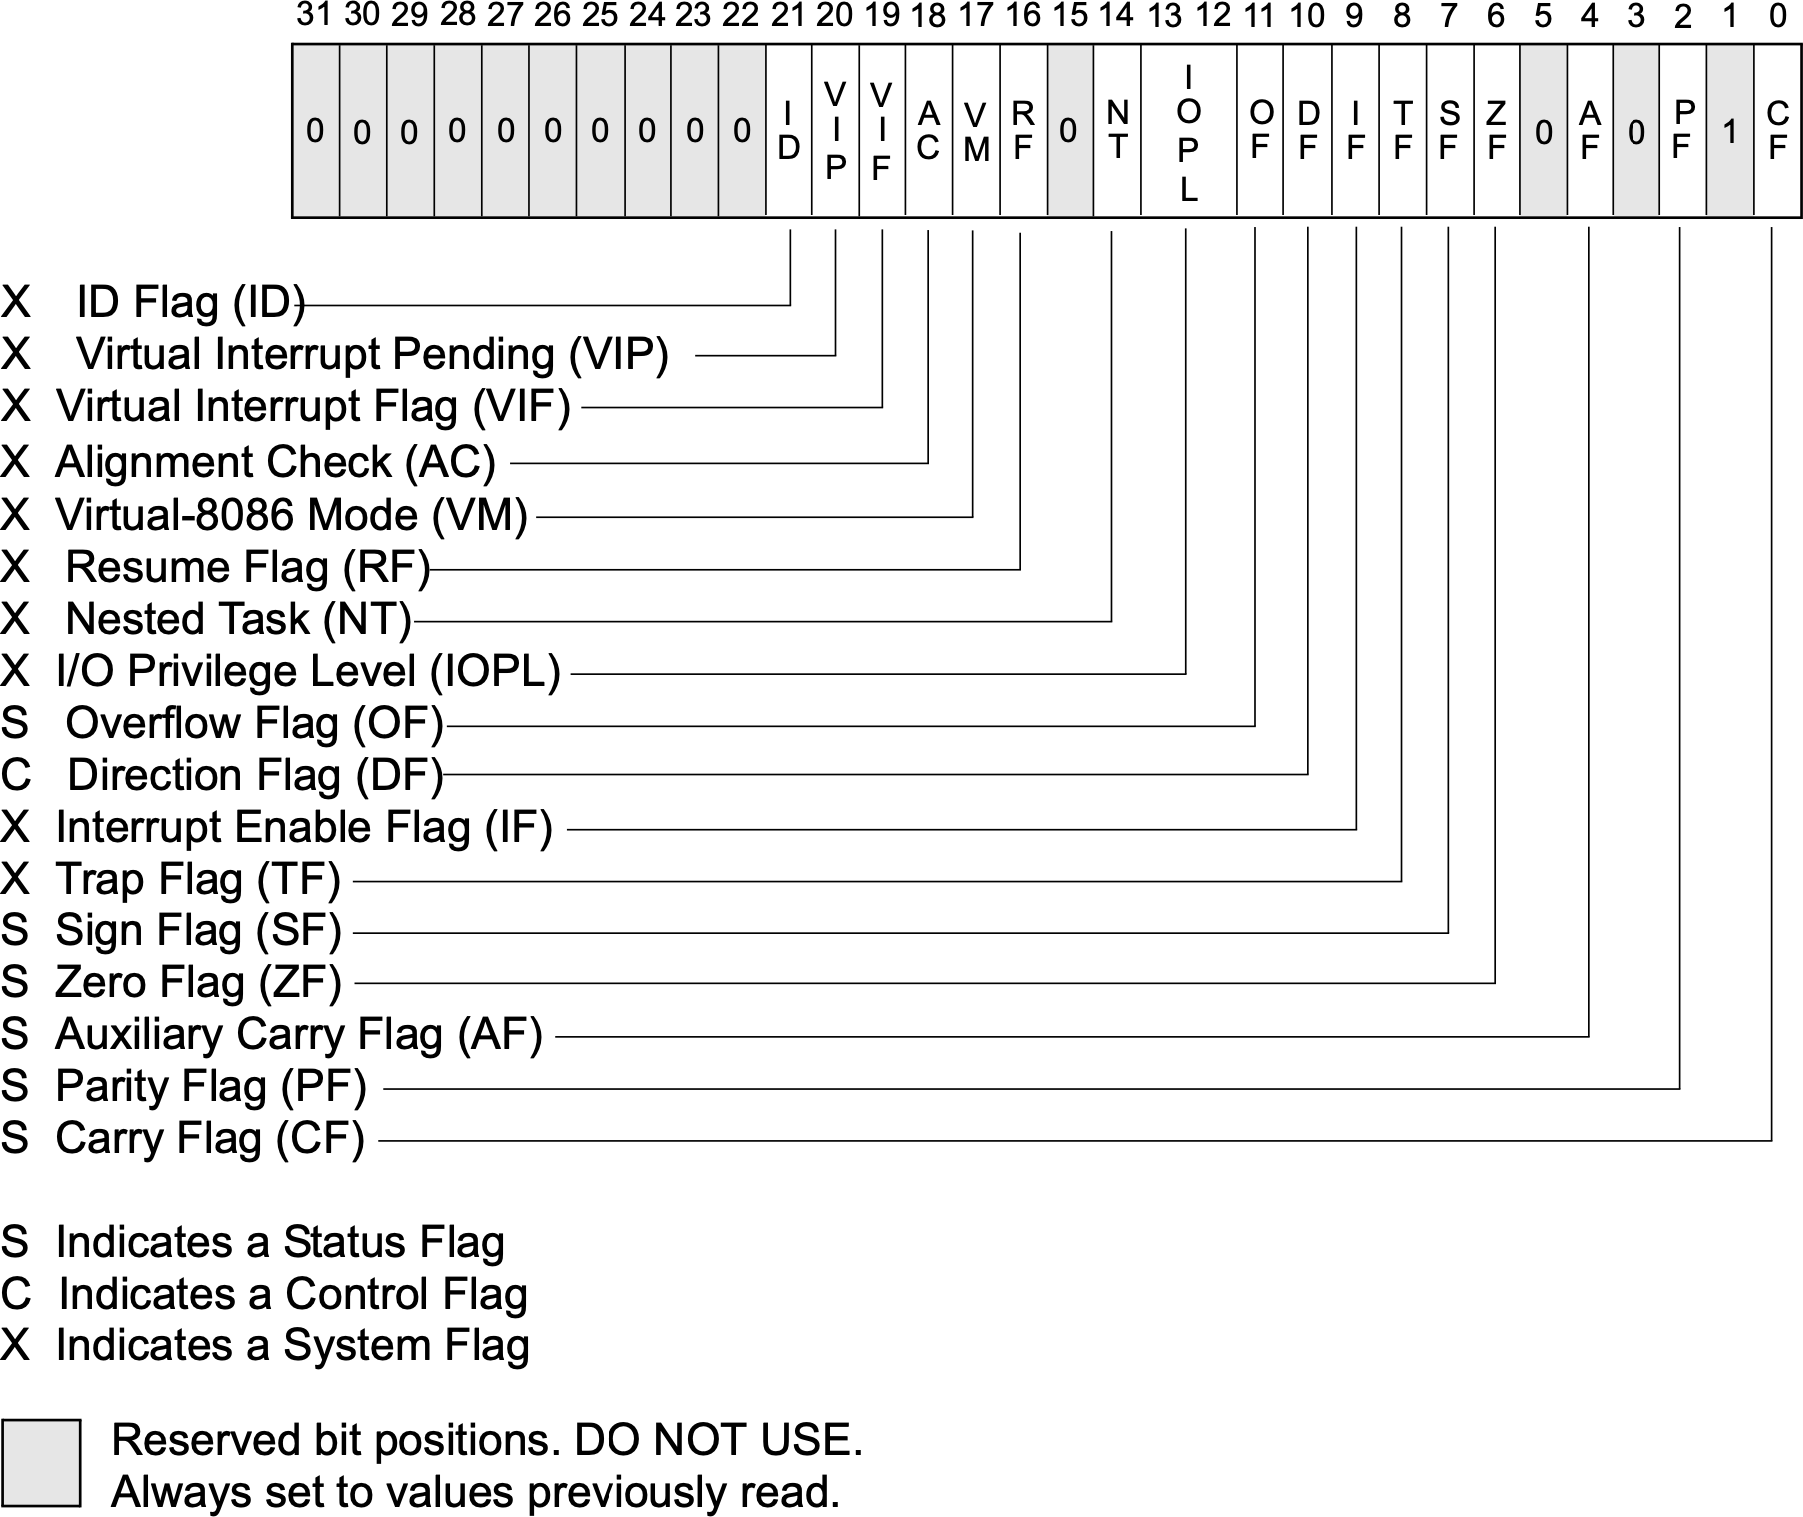 31 30 29 28 27 26 25 24 23 22 21 20 19 18 17 16 15 14 13 12 11 10 9 8 7 6 5 4 3 2 1 0
0 0 0 0 0 0 0 0 0 0 ID VIP VIF AC VM RF 0 NT IOPL OF DF IF TF SF ZF 0 AF 0 PF 1 CF
X ID Flag (ID)
X Virtual Interrupt Pending (VIP)
X Virtual Interrupt Flag (VIF)
X Alignment Check (AC)
X Virtual-8086 Mode (VM)
X Resume Flag (RF)
X Nested Task (NT)
X I/O Privilege Level (IOPL)
S Overflow Flag (OF)
C Direction Flag (DF)
X Interrupt Enable Flag (IF)
X Trap Flag (TF)
S Sign Flag (SF)
S Zero Flag (ZF)
S Auxiliary Carry Flag (AF)
S Parity Flag (PF)
S Carry Flag (CF)
S Indicates a Status Flag
C Indicates a Control Flag
X Indicates a System Flag
Reserved bit positions. DO NOT USE.
Always set to values previously read.